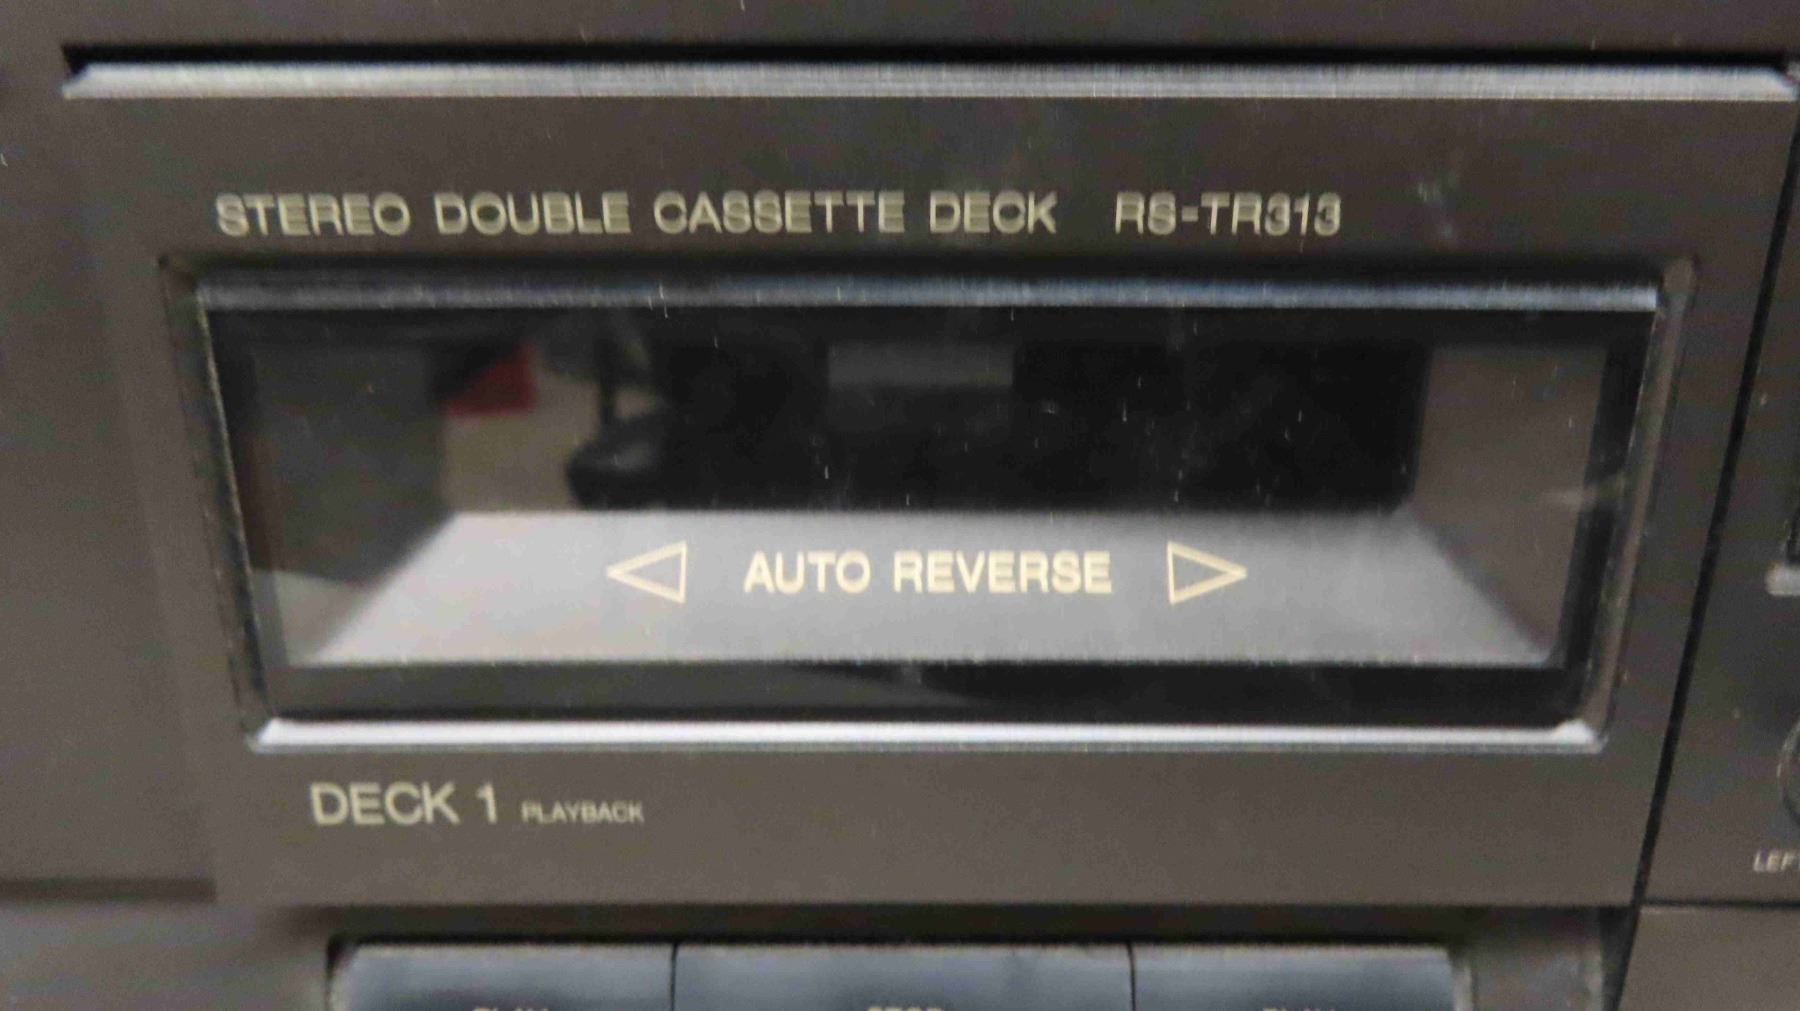 STEREO DOUBLE CASSETTE DECK RS-TR313
AUTO REVERSE
DECK 1 PLAYBACK